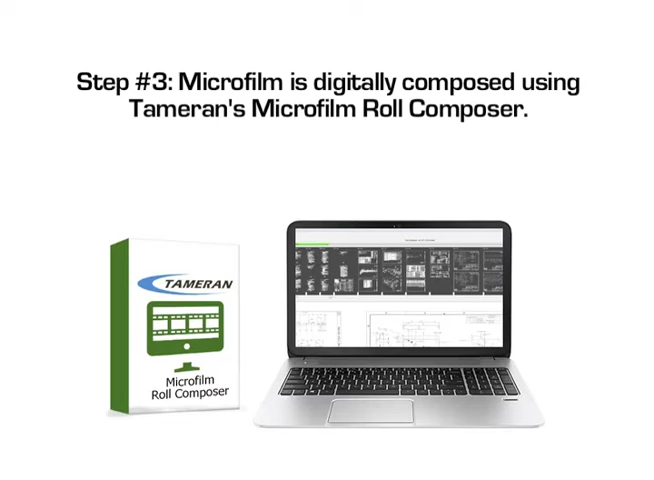 Step #3: Microfilm is digitally composed using
Tameran's Microfilm Roll Composer.
TAMERAN
Microfilm
Roll Composer